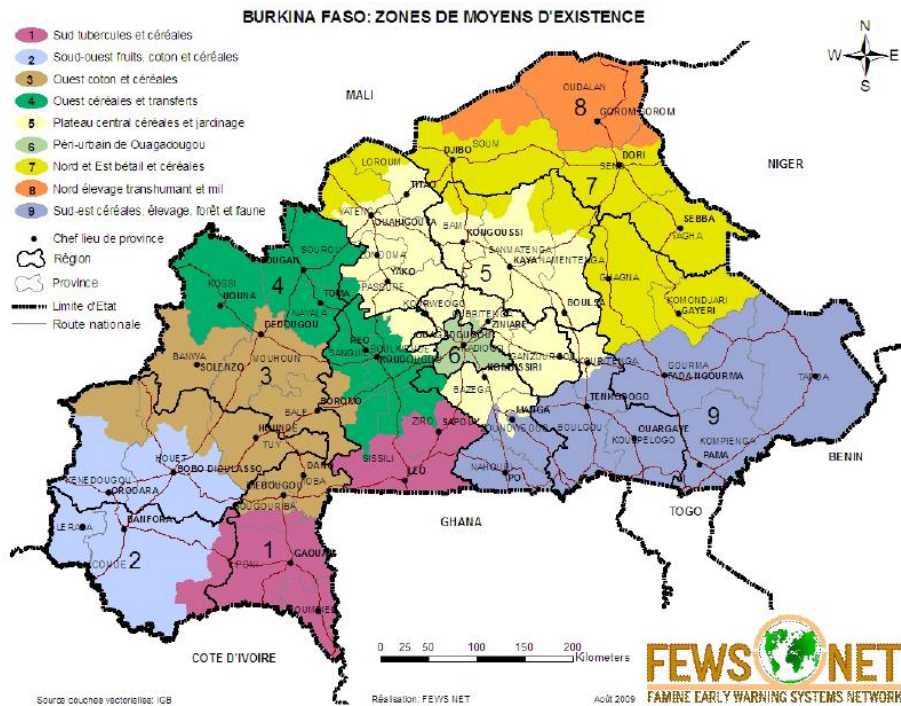 BURKINA FASO: ZONES DE MOYENS D'EXISTENCE
1 Sud tubercules et céréales
2 Soud-ouest fruits, coton et céréales
3 Ouest coton et céréales
4 Ouest céréales et transferts
5 Plateau central céréales et jardinage
6 Péri-urbain de Ouagadougou
7 Nord et Est bétail et céréales
8 Nord élevage transhumant et mil
9 Sud-est céréales, élevage, forêt et faune
Chef lieu de province
Région
Province
Limite d'Etat
Route nationale
N
W E
S
MALI
NIGER
BENIN
TOGO
GHANA
COTE D'IVOIRE
OUDALAN
8
GOROM GOROM
SOUM
DJIBO
DORI
SENO
7
LOROUM
TITAO
YATENGA
OUAHIGOUYA
BAM
KONGOUSSI
SANMATENGA
KAYA
NAMENTENGA
5
SEBBA
YAGHA
GNAGNA
KOMONDJARI
GAYERI
SOUROU
TOUGAN
4
KOSSI
NOUNA
TOMA
NAYALA
YAKO
PASSORE
KOURWEOGO
BOULSA
ZINIARE
DEDOUGOU
REO
KOUDOUGOU
6
BANWA
SOLENZO
MOUHOUN
3
BAZEGA
GOURMA
FADA NGOURMA
TAPOA
BALE
BOROMO
ZIRO
SAPOUY
MANGA
TENKODOGO
BOULGOU
OUARGAYE
9
KOMPIENGA
PAMA
HOUNDE
TUY
SISSILI
LEO
NAHOURI
PO
HOUET
BOBO DIOULASSO
KENEDOUGOU
ORODARA
DANO
IOBA
BANFORA
LERABA
2
1
GAOUA
0 25 50 100 150 200
Kilometers
Source couches vectorielles: IGB
Réalisation: FEWS NET
Août 2009
FEWS NET
FAMINE EARLY WARNING SYSTEMS NETWORK